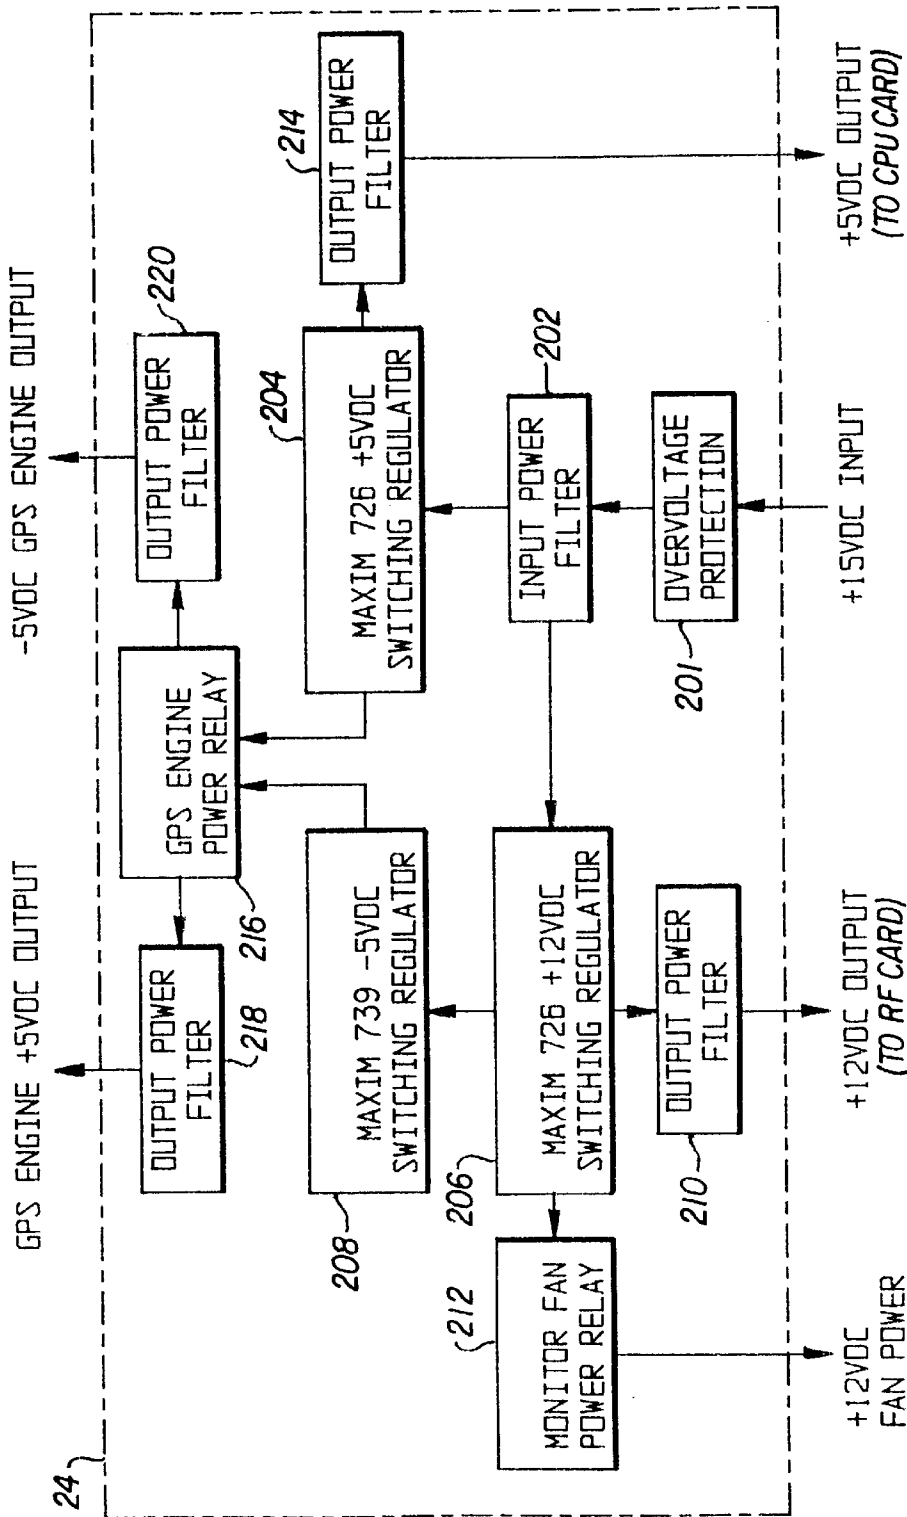 24
GPS ENGINE +5VDC OUTPUT
-5VDC GPS ENGINE OUTPUT
OUTPUT POWER
FILTER
218
GPS ENGINE
POWER RELAY
216
OUTPUT POWER
FILTER
220
MAXIM 739 -5VDC
SWITCHING REGULATOR
208
MAXIM 726 +5VDC
SWITCHING REGULATOR
204
OUTPUT POWER
FILTER
214
MONITOR FAN
POWER RELAY
212
MAXIM 726 +12VDC
SWITCHING REGULATOR
206
INPUT POWER
FILTER
202
OUTPUT POWER
FILTER
210
OVERVOLTAGE
PROTECTION
201
+12VDC
FAN POWER
+12VDC OUTPUT
(TO RF CARD)
+15VDC INPUT
+5VDC OUTPUT
(TO CPU CARD)